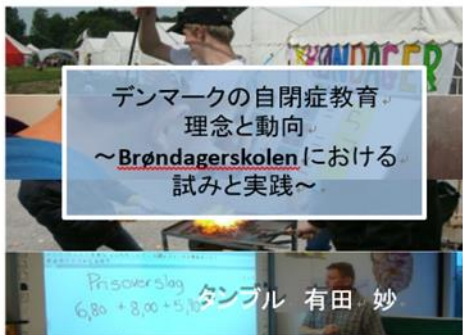 デンマークの自閉症教育
理念と動向
～Brøndagerskolenにおける
試みと実践～
Prisoverslag
6,80 + 8,00 + 5,
タンブル 有田 妙